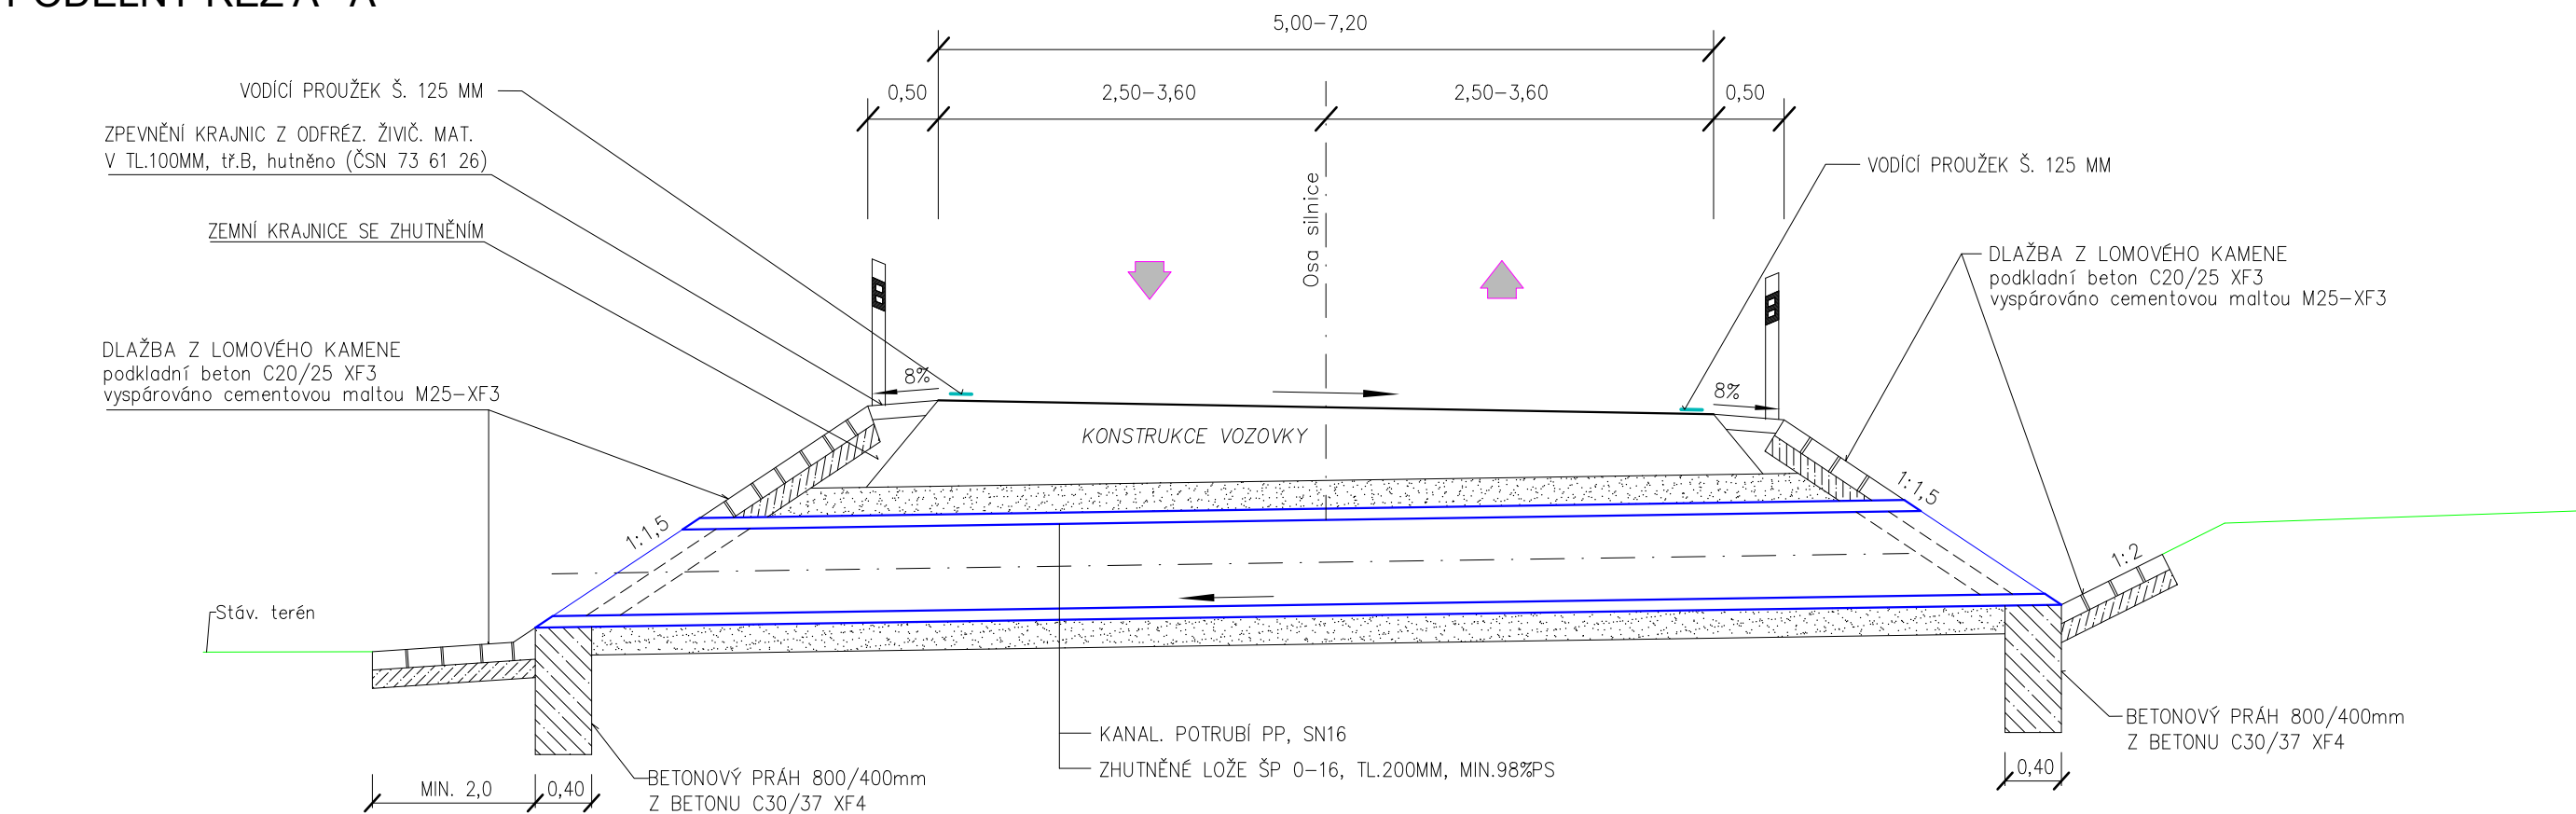 5,00-7,20
0,50
2,50-3,60
2,50-3,60
0,50
VODÍCÍ PROUŽEK Š. 125 MM
ZPEVNĚNÍ KRAJNIC Z ODFRÉZ. ŽIVIČ. MAT.
V TL.100MM, tř.B, hutněno (ČSN 73 61 26)
ZEMNÍ KRAJNICE SE ZHUTNĚNÍM
DLAŽBA Z LOMOVÉHO KAMENE
podkladní beton C20/25 XF3
vyspárováno cementovou maltou M25-XF3
Osa silnice
VODÍCÍ PROUŽEK Š. 125 MM
DLAŽBA Z LOMOVÉHO KAMENE
podkladní beton C20/25 XF3
vyspárováno cementovou maltou M25-XF3
8%
8%
KONSTRUKCE VOZOVKY
1:1,5
1:1,5
1:2
Stáv. terén
KANAL. POTRUBÍ PP, SN16
ZHUTNĚNÉ LOŽE ŠP 0-16, TL.200MM, MIN.98%PS
BETONOVÝ PRÁH 800/400mm
Z BETONU C30/37 XF4
BETONOVÝ PRÁH 800/400mm
Z BETONU C30/37 XF4
MIN. 2,0
0,40
0,40